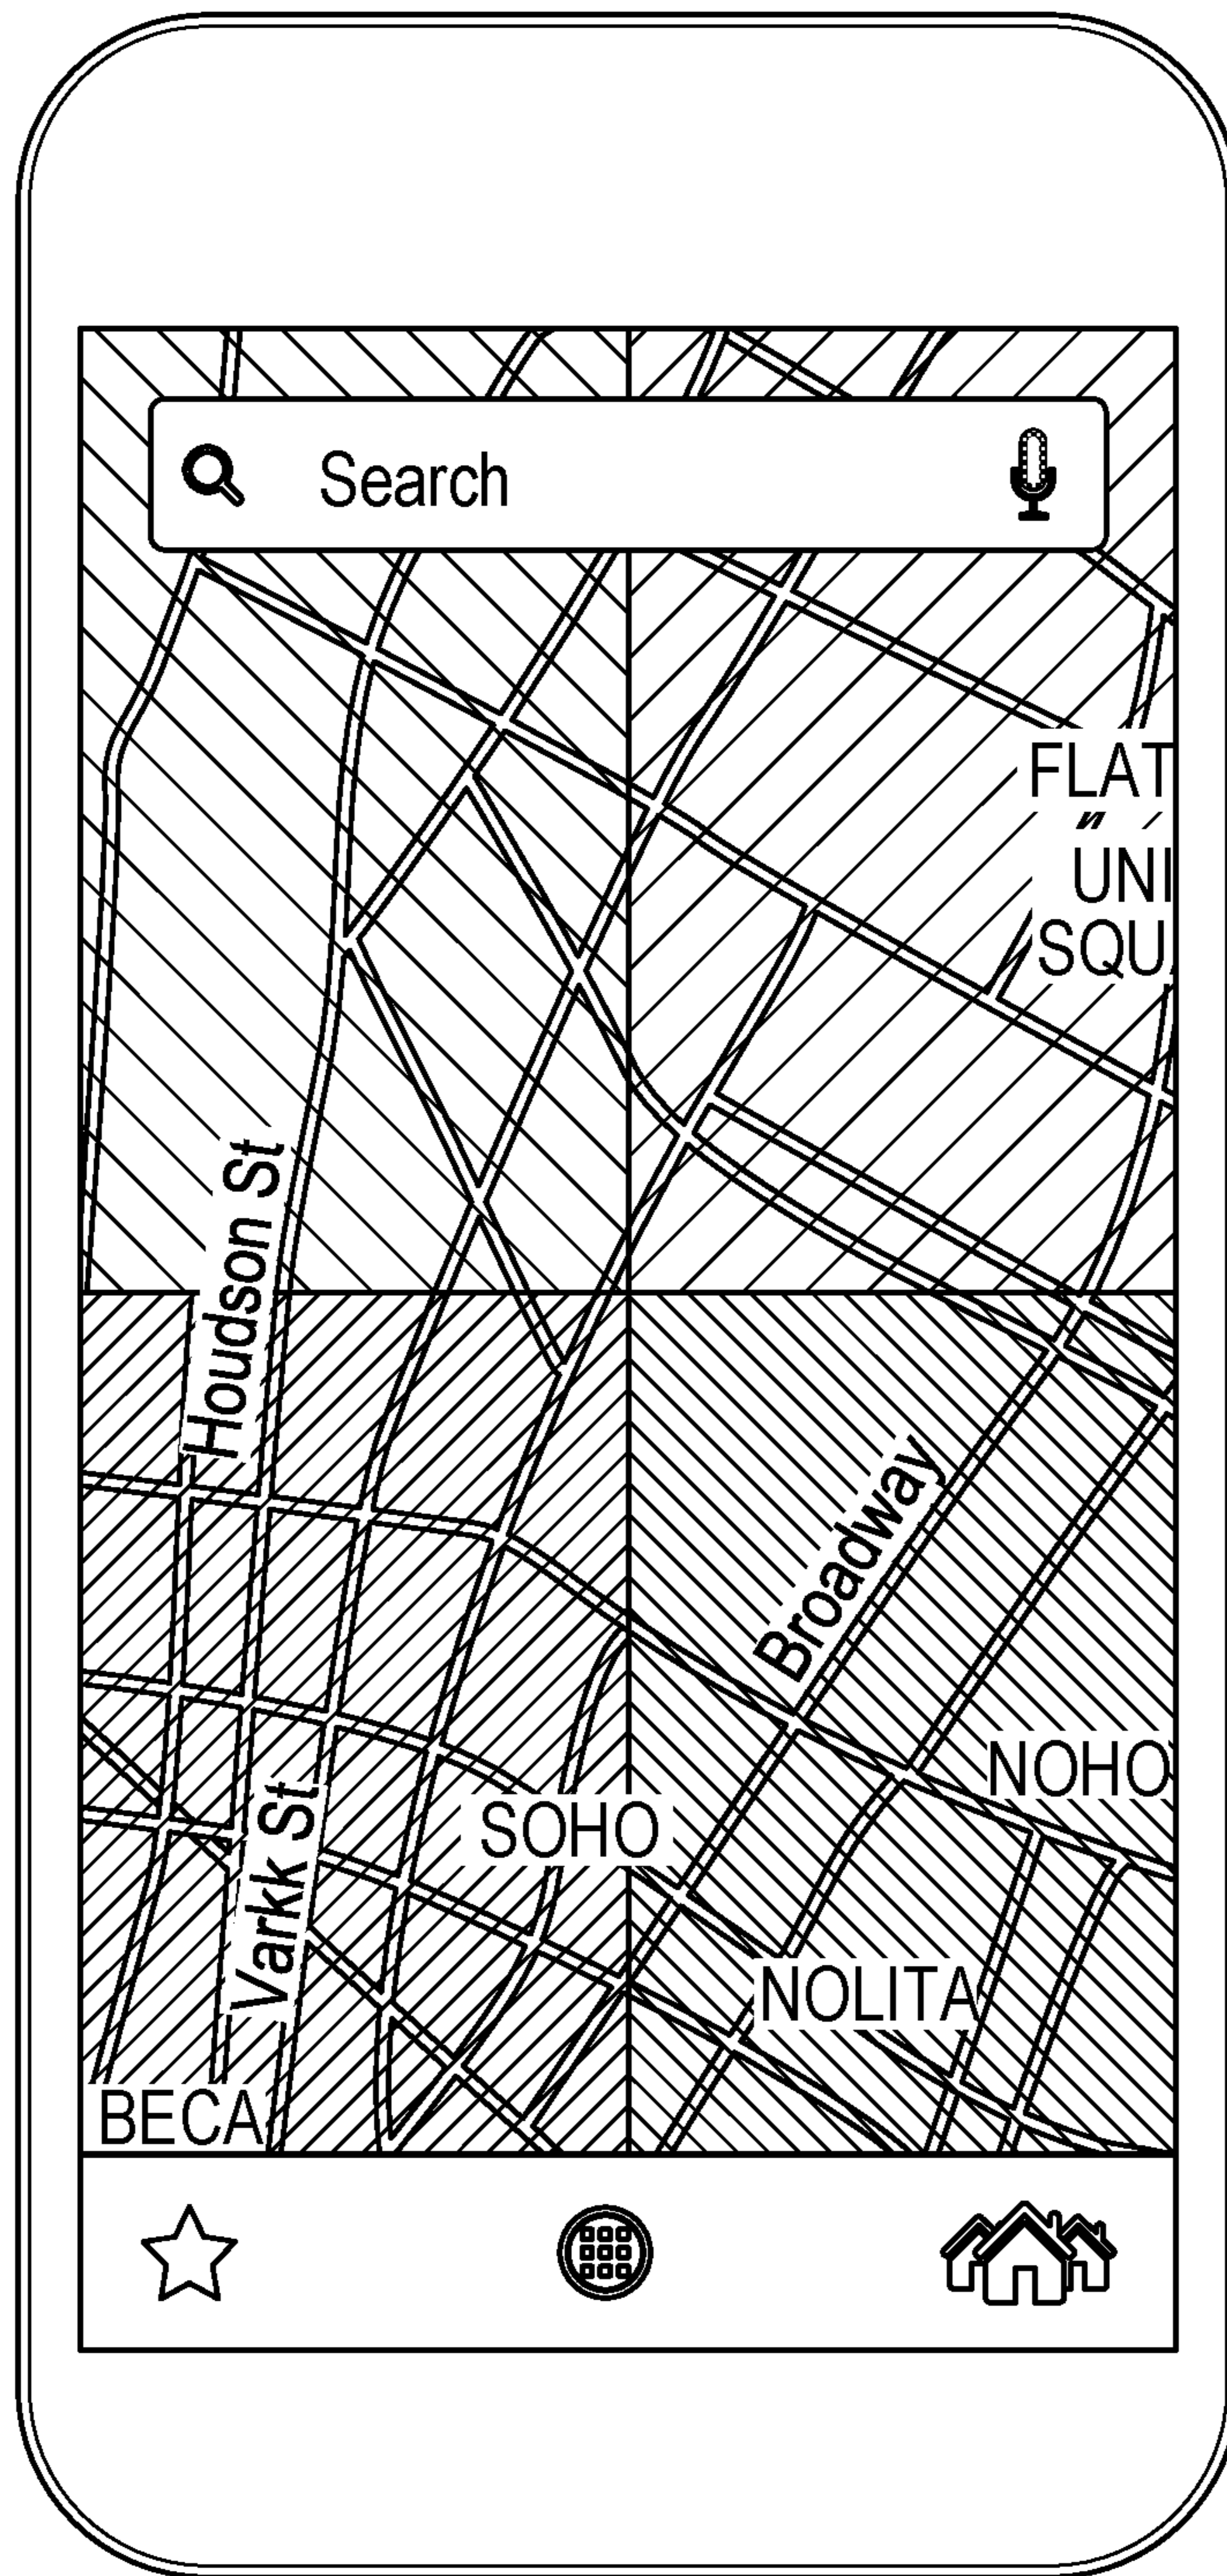 Search
FLAT
UNI
SQU
Houdson St
Broadway
NOHO
Varkk St
SOHO
NOLITA
BECA